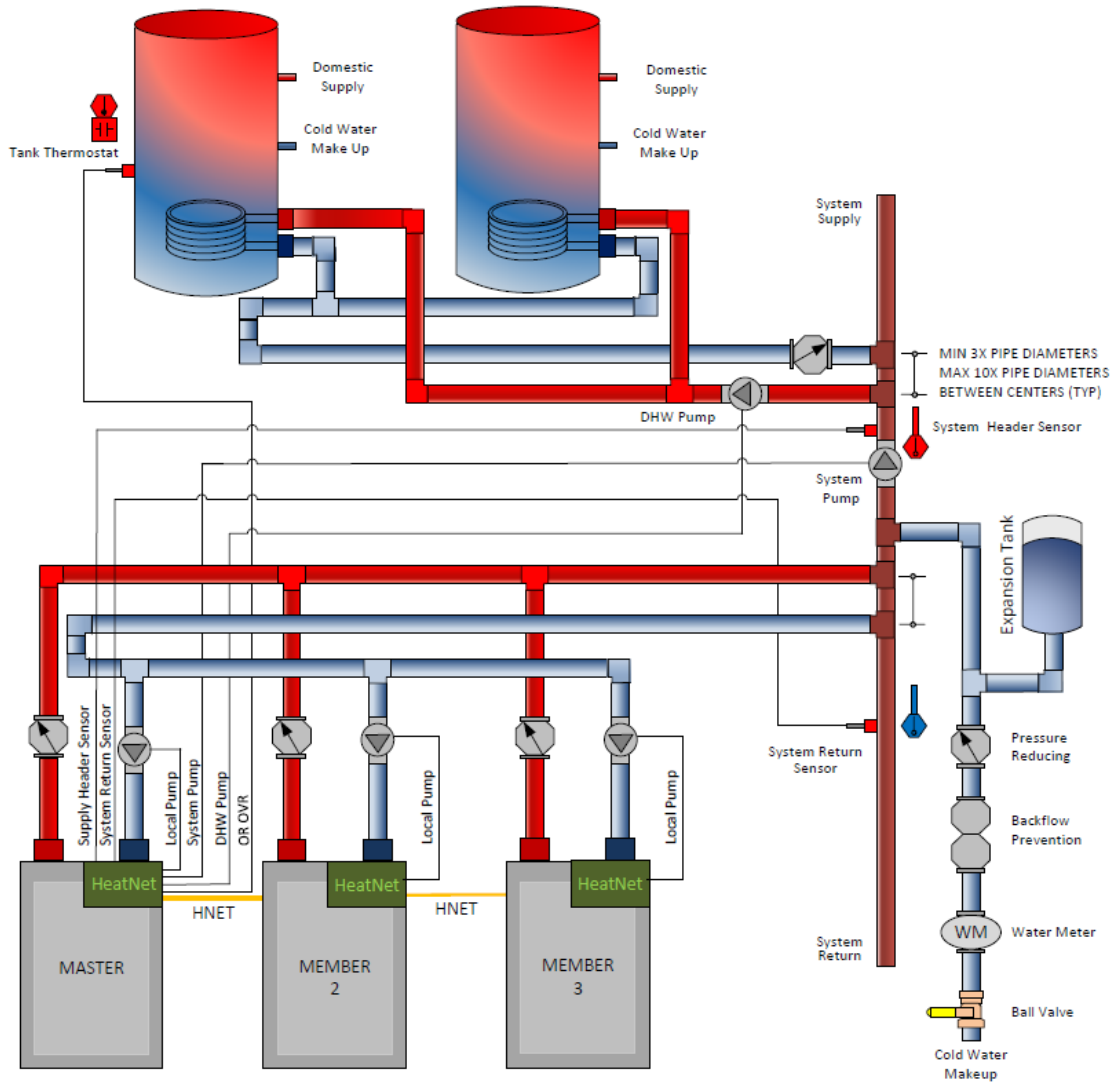 Domestic
Supply
Domestic
Supply
Cold Water
Make Up
Cold Water
Make Up
Tank Thermostat
System
Supply
MIN 3X PIPE DIAMETERS
MAX 10X PIPE DIAMETERS
BETWEEN CENTERS (TYP)
DHW Pump
System Header Sensor
System
Pump
Expansion Tank
Supply Header Sensor
System Return Sensor
Local Pump
System Pump
DHW Pump
OR OVR
Local Pump
Local Pump
System Return
Sensor
Pressure
Reducing
Backflow
Prevention
HeatNet
HeatNet
HeatNet
HNET
HNET
MASTER
MEMBER
2
MEMBER
3
System
Return
WM
Water Meter
Ball Valve
Cold Water
Makeup